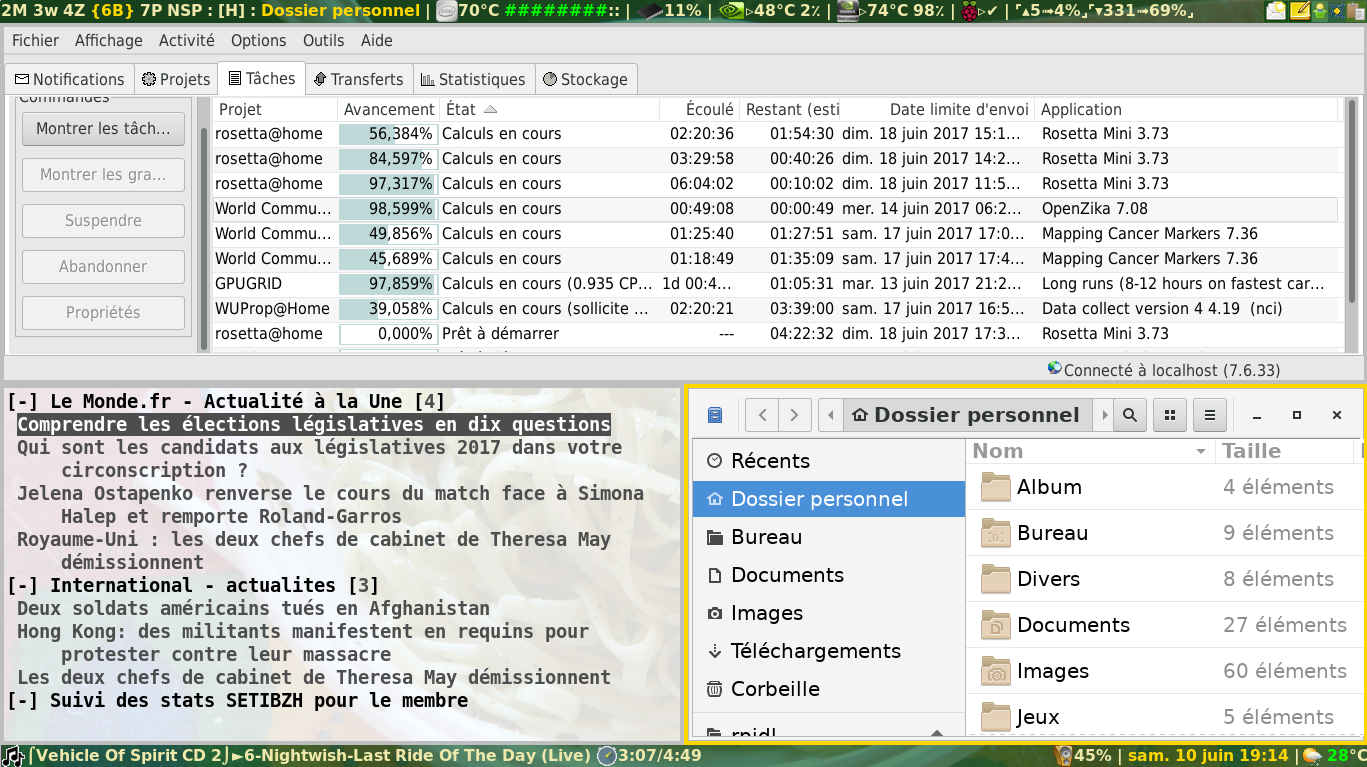 2M 3w 4Z {6B} 7P NSP : [H] : Dossier personnel | 70°C ########:: | 11% | 48°C 2% | 74°C 98% | ✔ | ⌜▴5→4%⌟⌜▾331→69%⌟
Fichier Affichage Activité Options Outils Aide
Notifications Projets Tâches Transferts Statistiques Stockage
Commandes
Montrer les tâch...
Montrer les gra...
Suspendre
Abandonner
Propriétés
Projet Avancement État Écoulé Restant (esti Date limite d'envoi Application
rosetta@home 56,384% Calculs en cours 02:20:36 01:54:30 dim. 18 juin 2017 15:1... Rosetta Mini 3.73
rosetta@home 84,597% Calculs en cours 03:29:58 00:40:26 dim. 18 juin 2017 14:2... Rosetta Mini 3.73
rosetta@home 97,317% Calculs en cours 06:04:02 00:10:02 dim. 18 juin 2017 11:5... Rosetta Mini 3.73
World Commu... 98,599% Calculs en cours 00:49:08 00:00:49 mer. 14 juin 2017 06:2... OpenZika 7.08
World Commu... 49,856% Calculs en cours 01:25:40 01:27:51 sam. 17 juin 2017 17:0... Mapping Cancer Markers 7.36
World Commu... 45,689% Calculs en cours 01:18:49 01:35:09 sam. 17 juin 2017 17:4... Mapping Cancer Markers 7.36
GPUGRID 97,859% Calculs en cours (0.935 CP... 1d 00:4... 01:05:31 mar. 13 juin 2017 21:2... Long runs (8-12 hours on fastest car...
WUProp@Home 39,058% Calculs en cours (sollicite ... 02:20:21 03:39:00 sam. 17 juin 2017 16:5... Data collect version 4 4.19 (nci)
rosetta@home 0,000% Prêt à démarrer --- 04:22:32 dim. 18 juin 2017 17:3... Rosetta Mini 3.73
Connecté à localhost (7.6.33)
[-] Le Monde.fr - Actualité à la Une [4]
Comprendre les élections législatives en dix questions
Qui sont les candidats aux législatives 2017 dans votre
circonscription ?
Jelena Ostapenko renverse le cours du match face à Simona
Halep et remporte Roland-Garros
Royaume-Uni : les deux chefs de cabinet de Theresa May
démissionnent
[-] International - actualites [3]
Deux soldats américains tués en Afghanistan
Hong Kong: des militants manifestent en requins pour
protester contre leur massacre
Les deux chefs de cabinet de Theresa May démissionnent
[-] Suivi des stats SETIBZH pour le membre
Dossier personnel
Récents
Dossier personnel
Bureau
Documents
Images
Téléchargements
Corbeille
Nom Taille
Album 4 éléments
Bureau 9 éléments
Divers 8 éléments
Documents 27 éléments
Images 60 éléments
Jeux 5 éléments
⌈Vehicle Of Spirit CD 2⌋►6-Nightwish-Last Ride Of The Day (Live) 3:07/4:49
45% | sam. 10 juin 19:14 | 28°C